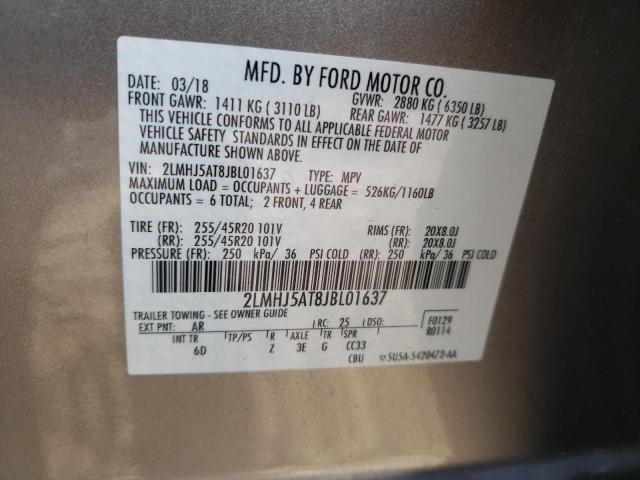 MFD. BY FORD MOTOR CO.
DATE: 03/18 GVWR: 2880 KG ( 6350 LB)
FRONT GAWR: 1411 KG ( 3110 LB) REAR GAWR: 1477 KG ( 3257 LB)
THIS VEHICLE CONFORMS TO ALL APPLICABLE FEDERAL MOTOR
VEHICLE SAFETY STANDARDS IN EFFECT ON THE DATE OF
MANUFACTURE SHOWN ABOVE.
VIN: 2LMHJ5AT8JBL01637 TYPE: MPV
MAXIMUM LOAD = OCCUPANTS + LUGGAGE = 526KG/1160LB
OCCUPANTS = 6 TOTAL; 2 FRONT, 4 REAR
TIRE (FR): 255/45R20 101V RIMS (FR): 20X8.0J
(RR): 255/45R20 101V (RR): 20X8.0J
PRESSURE (FR): 250 kPa/ 36 PSI COLD (RR): 250 kPa/ 36 PSI COLD
2LMHJ5AT8JBL01637
TRAILER TOWING - SEE OWNER GUIDE
EXT PNT: AR RC: 25 DSO: F0129
R0114
INT TR TP/PS R AXLE TR SPR
6D Z 3E G CC33
CBU 5U5A-5420472-AA